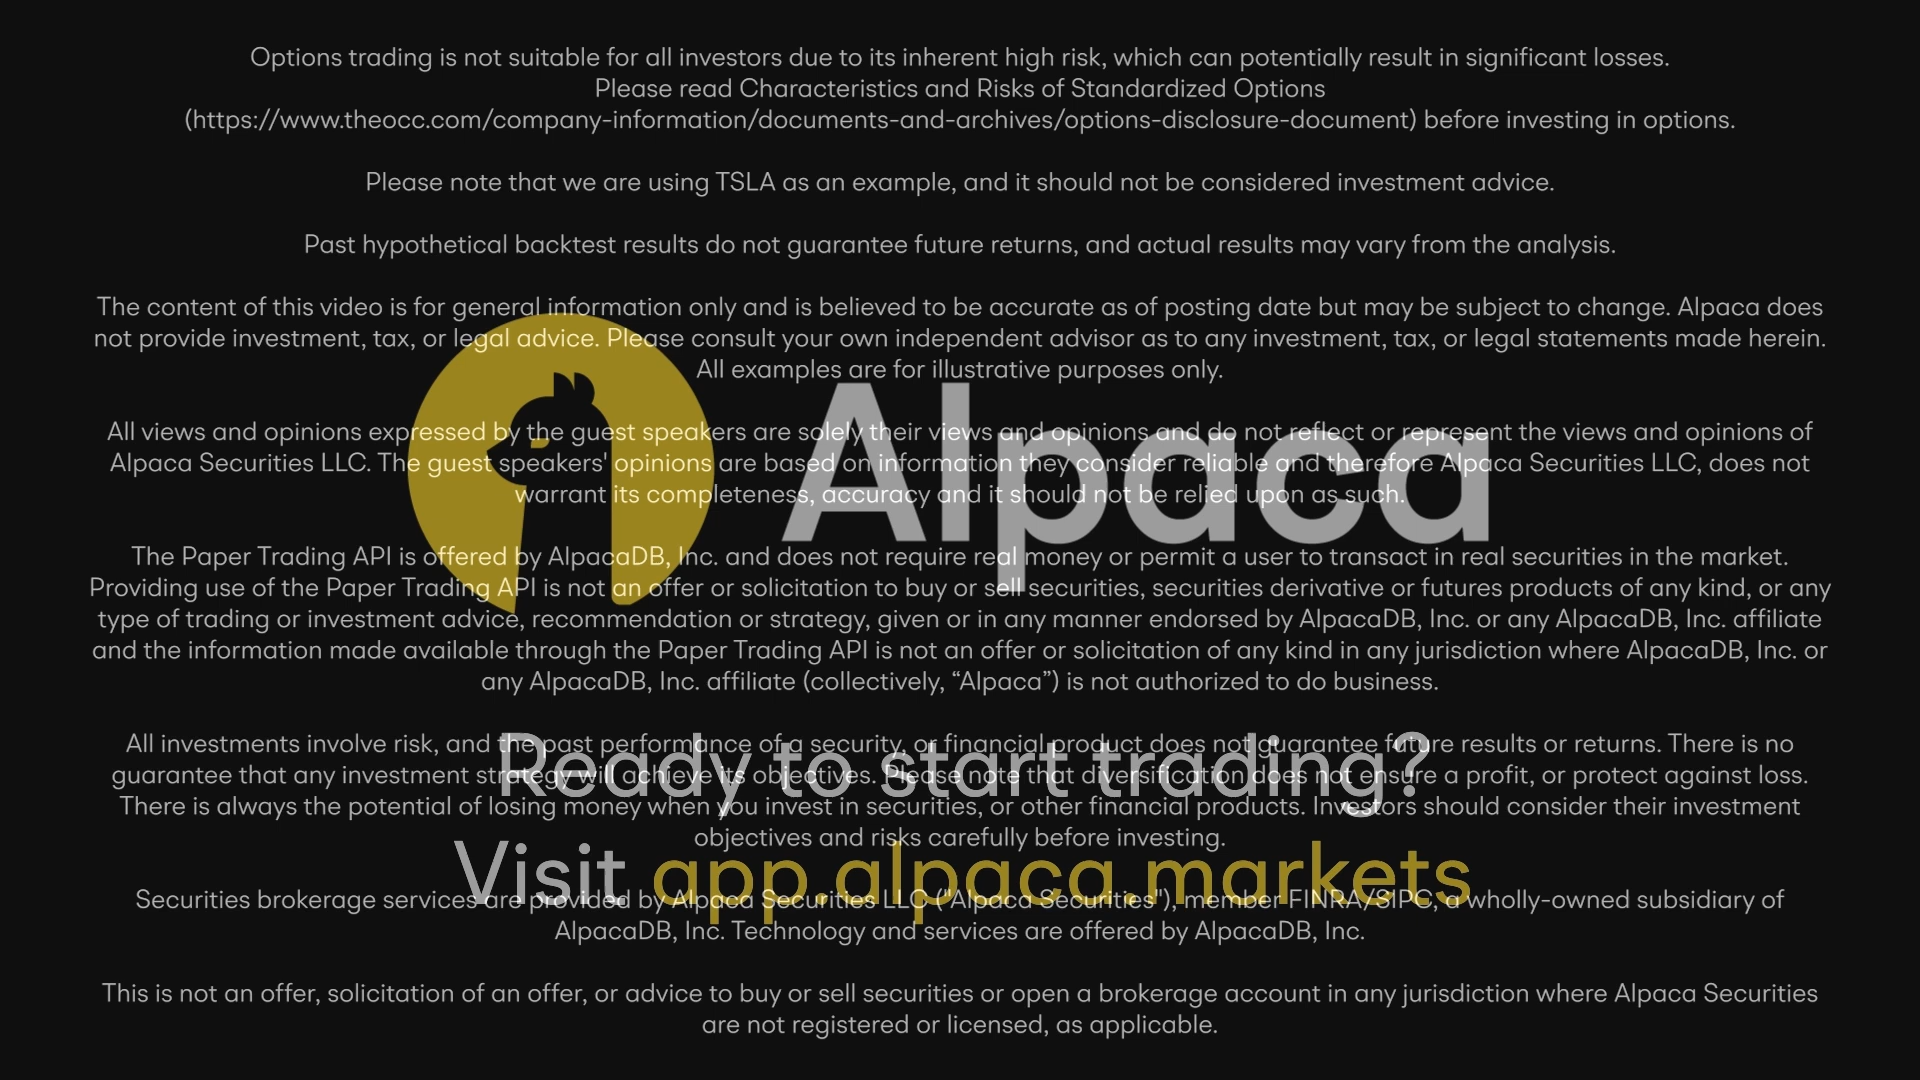 Options trading is not suitable for all investors due to its inherent high risk, which can potentially result in significant losses.
Please read Characteristics and Risks of Standardized Options
(https://www.theocc.com/company-information/documents-and-archives/options-disclosure-document) before investing in options.
Please note that we are using TSLA as an example, and it should not be considered investment advice.
Past hypothetical backtest results do not guarantee future returns, and actual results may vary from the analysis.
The content of this video is for general information only and is believed to be accurate as of posting date but may be subject to change. Alpaca does
not provide investment, tax, or legal advice. Please consult your own independent advisor as to any investment, tax, or legal statements made herein.
All examples are for illustrative purposes only.
Alpaca
All views and opinions expressed by the guest speakers are solely their views and opinions and do not reflect or represent the views and opinions of
Alpaca Securities LLC. The guest speakers' opinions are based on information they consider reliable and therefore Alpaca Securities LLC, does not
warrant its completeness, accuracy and it should not be relied upon as such.
The Paper Trading API is offered by AlpacaDB, Inc. and does not require real money or permit a user to transact in real securities in the market.
Providing use of the Paper Trading API is not an offer or solicitation to buy or sell securities, securities derivative or futures products of any kind, or any
type of trading or investment advice, recommendation or strategy, given or in any manner endorsed by AlpacaDB, Inc. or any AlpacaDB, Inc. affiliate
and the information made available through the Paper Trading API is not an offer or solicitation of any kind in any jurisdiction where AlpacaDB, Inc. or
any AlpacaDB, Inc. affiliate (collectively, “Alpaca”) is not authorized to do business.
All investments involve risk, and the past performance of a security, or financial product does not guarantee future results or returns. There is no
guarantee that any investment strategy will achieve its objectives. Please note that diversification does not ensure a profit, or protect against loss.
There is always the potential of losing money when you invest in securities, or other financial products. Investors should consider their investment
objectives and risks carefully before investing.
Ready to start trading?
Visit app.alpaca.markets
Securities brokerage services are provided by Alpaca Securities LLC ("Alpaca Securities"), member FINRA/SIPC, a wholly-owned subsidiary of
AlpacaDB, Inc. Technology and services are offered by AlpacaDB, Inc.
This is not an offer, solicitation of an offer, or advice to buy or sell securities or open a brokerage account in any jurisdiction where Alpaca Securities
are not registered or licensed, as applicable.